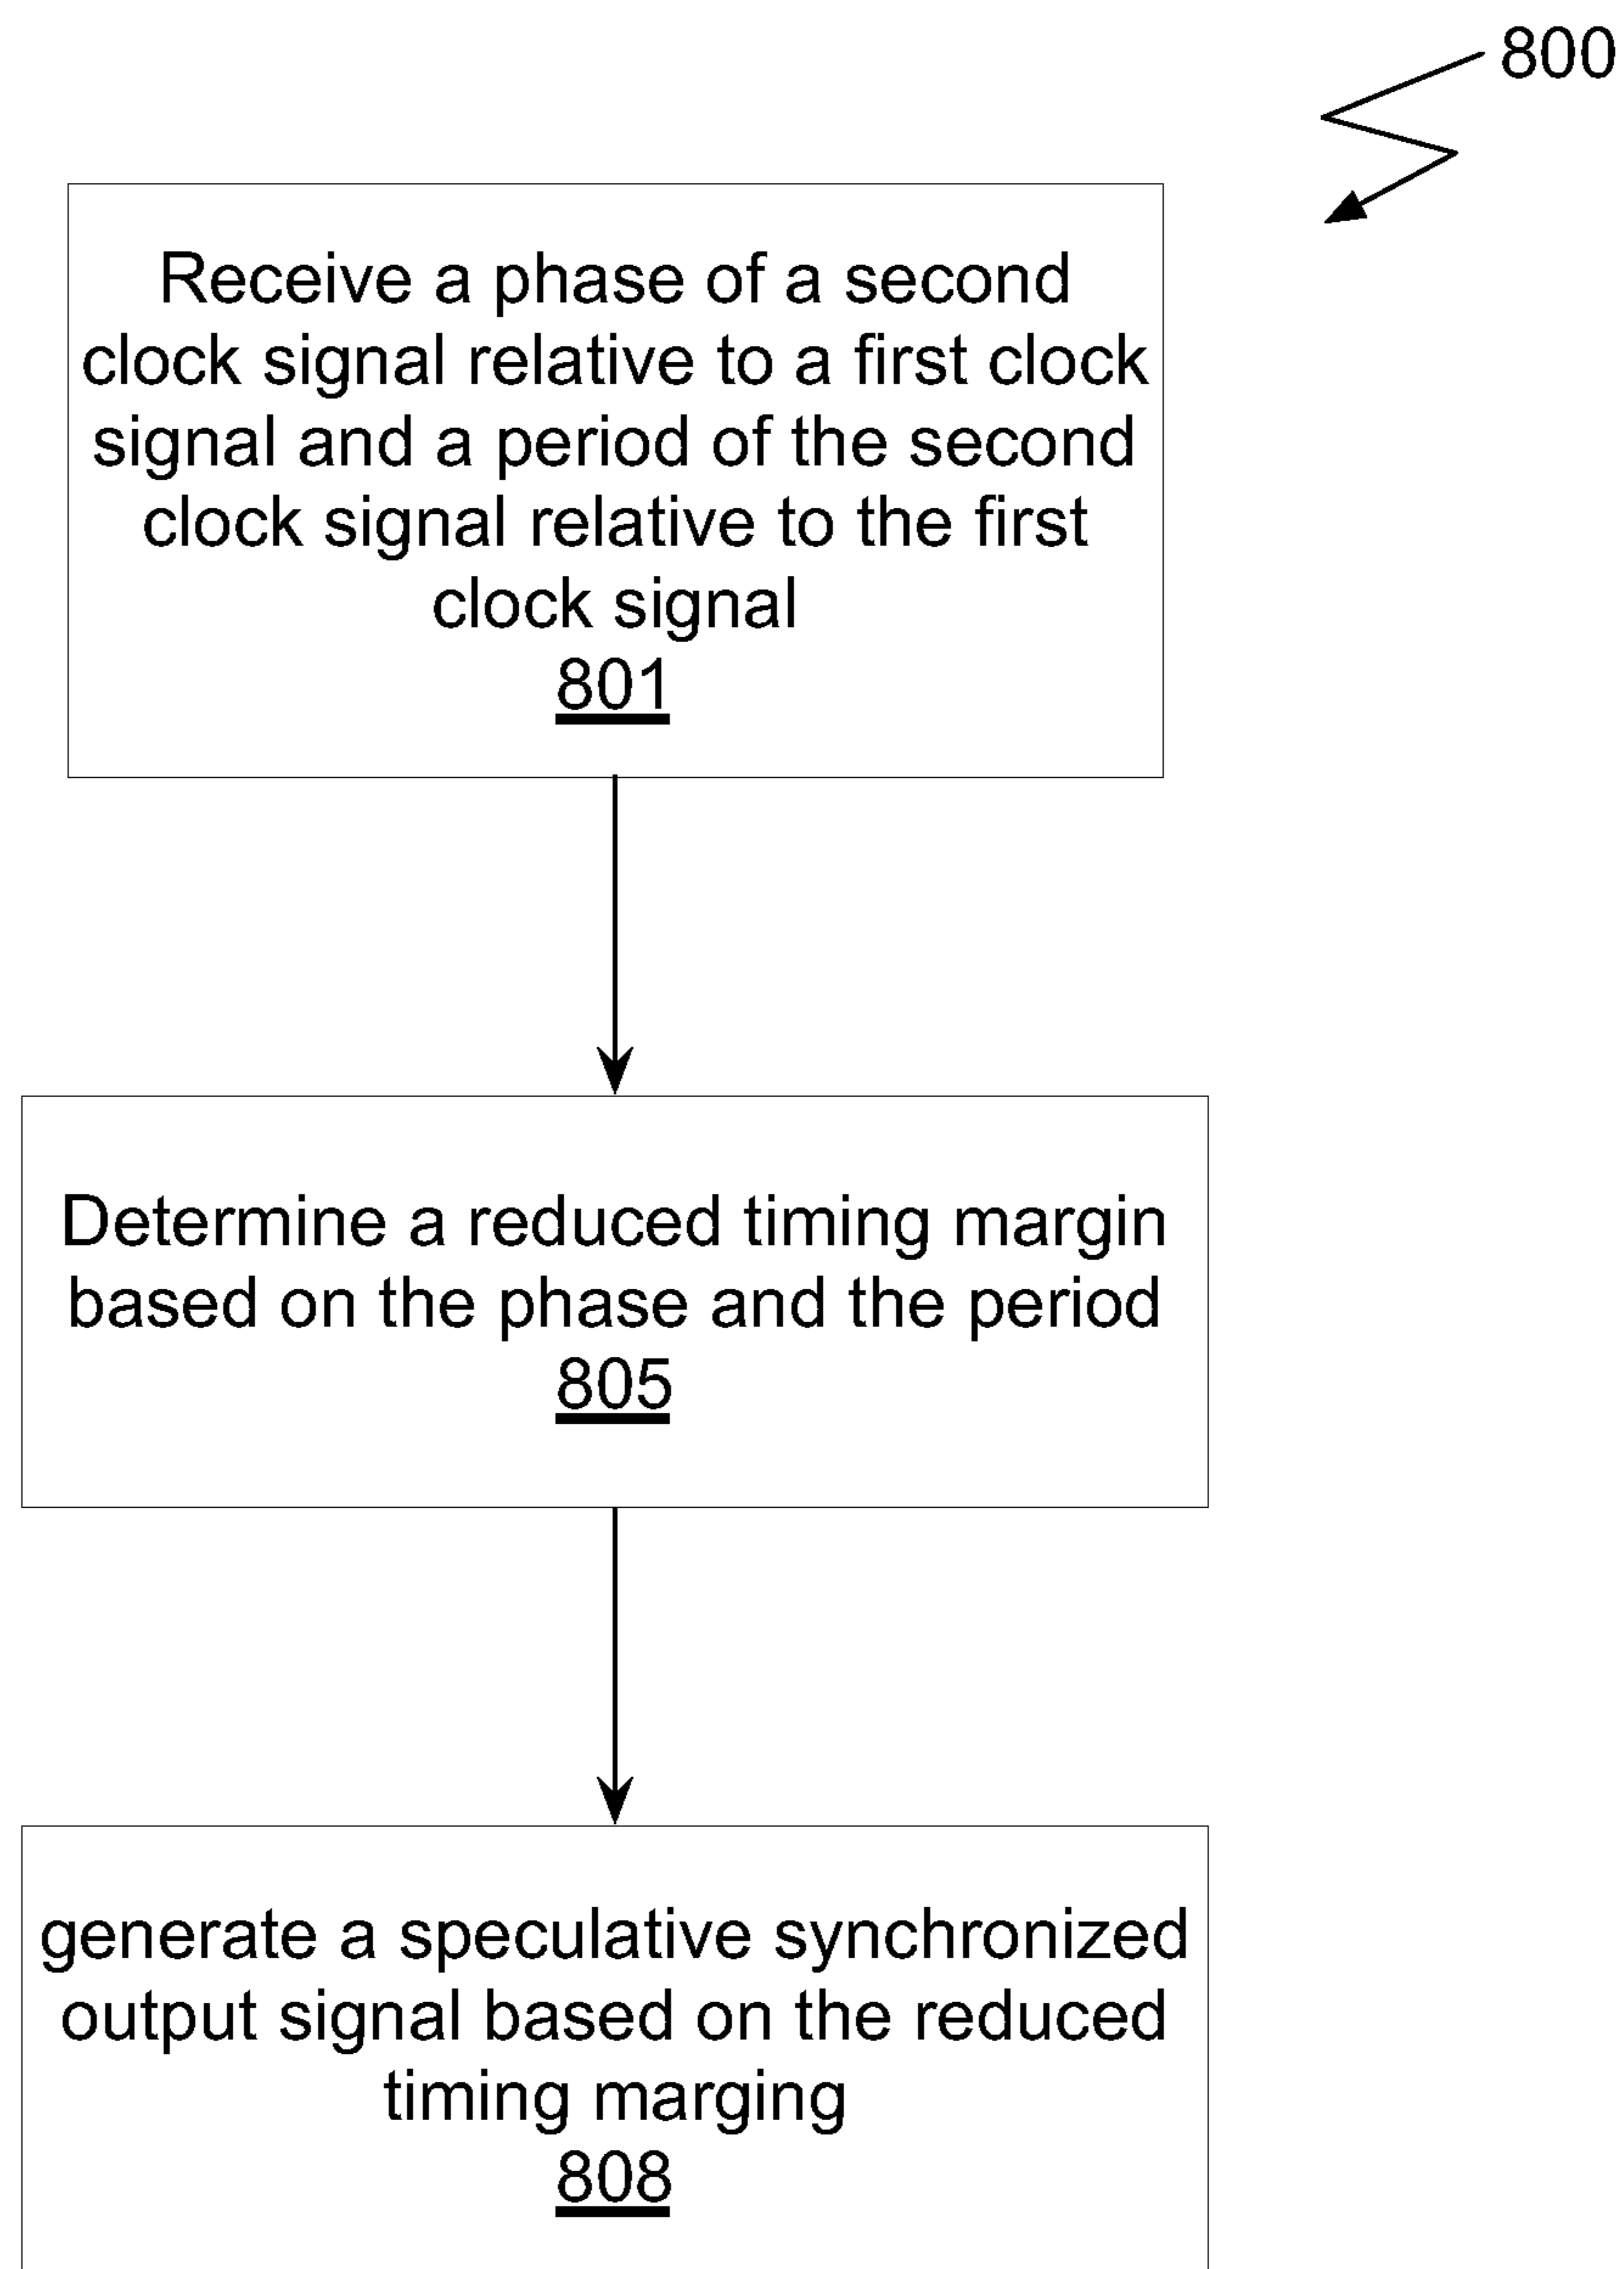 800
Receive a phase of a second
clock signal relative to a first clock
signal and a period of the second
clock signal relative to the first
clock signal
801
Determine a reduced timing margin
based on the phase and the period
805
generate a speculative synchronized
output signal based on the reduced
timing marging
808